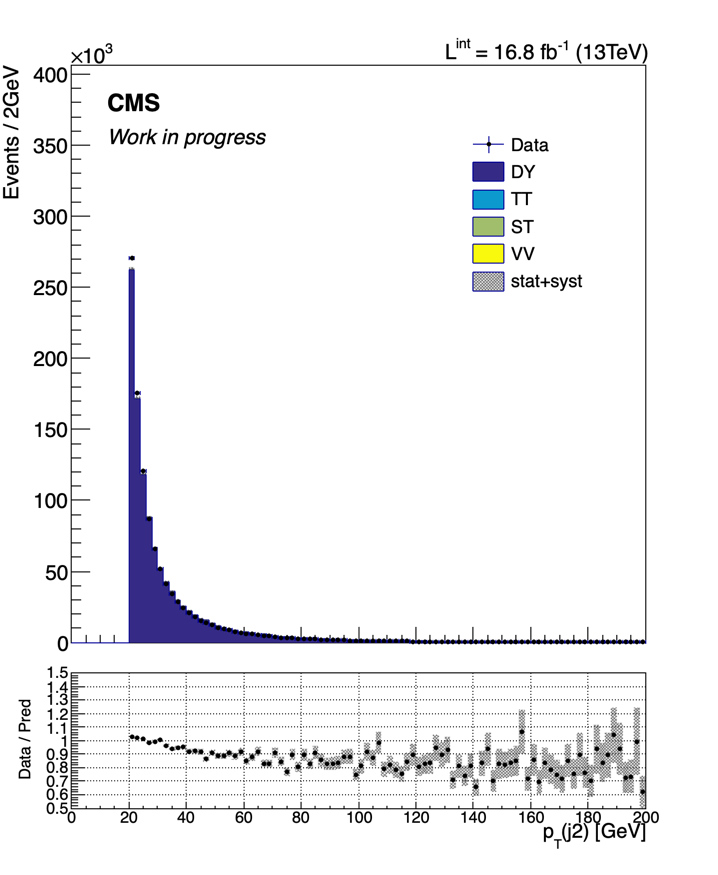 ×10³
L^int = 16.8 fb⁻¹ (13TeV)
Events / 2GeV
400
350
300
250
200
150
100
50
0
CMS
Work in progress
Data
DY
TT
ST
VV
stat+syst
Data / Pred
1.5
1.4
1.3
1.2
1.1
1
0.9
0.8
0.7
0.6
0.5
0 20 40 60 80 100 120 140 160 180 200
p_T(j2) [GeV]